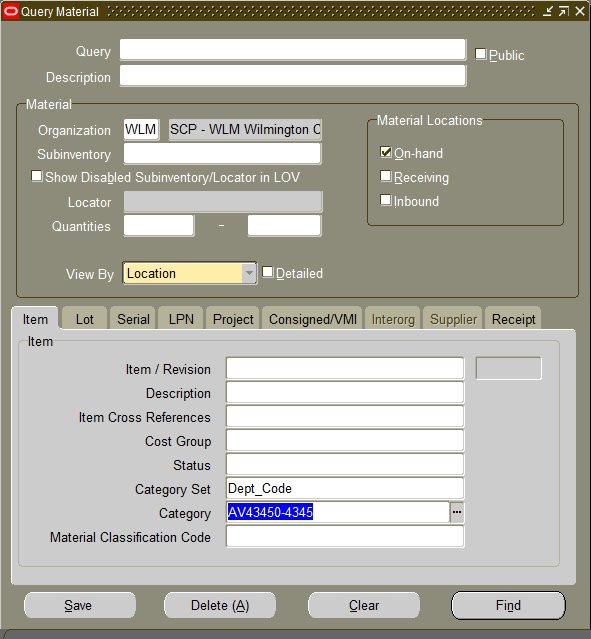 Query Material
Query
Public
Description
Material
Organization WLM SCP - WLM Wilmington C
Material Locations
Subinventory
On-hand
Show Disabled Subinventory/Locator in LOV
Receiving
Locator
Inbound
Quantities -
View By Location Detailed
Item Lot Serial LPN Project Consigned/VMI Interorg Supplier Receipt
Item
Item / Revision
Description
Item Cross References
Cost Group
Status
Category Set Dept_Code
Category AV43450-4345 ...
Material Classification Code
Save Delete (A) Clear Find